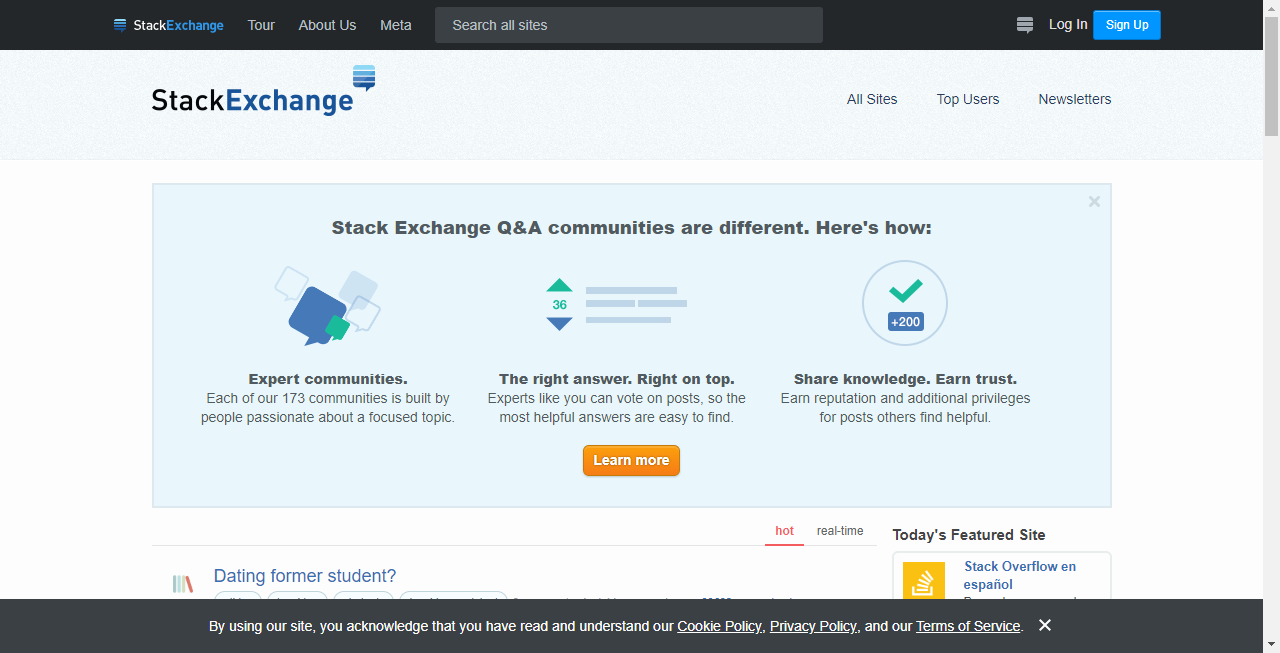 StackExchange Tour About Us Meta Search all sites Log In Sign Up
StackExchange
All Sites Top Users Newsletters
Stack Exchange Q&A communities are different. Here's how:
36
+200
Expert communities.
Each of our 173 communities is built by
people passionate about a focused topic.
The right answer. Right on top.
Experts like you can vote on posts, so the
most helpful answers are easy to find.
Share knowledge. Earn trust.
Earn reputation and additional privileges
for posts others find helpful.
Learn more
hot real-time
Today's Featured Site
Dating former student?
Stack Overflow en
español
By using our site, you acknowledge that you have read and understand our Cookie Policy, Privacy Policy, and our Terms of Service.